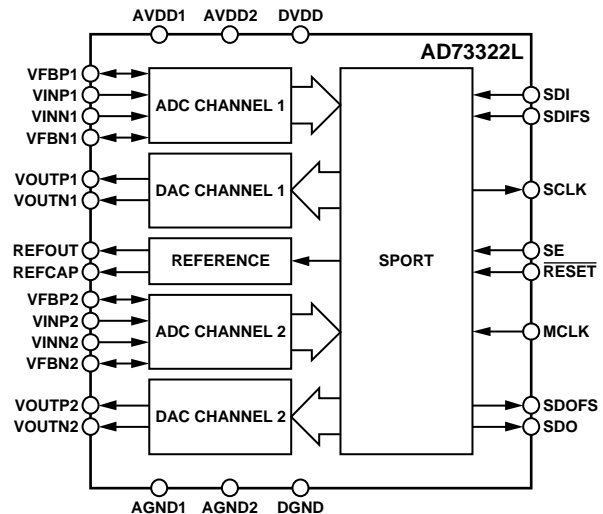 AVDD1 AVDD2 DVDD
AD73322L
VFBP1
VINP1
VINN1
VFBN1
ADC CHANNEL 1
VOUTP1
VOUTN1
DAC CHANNEL 1
REFOUT
REFCAP
REFERENCE
VFBP2
VINP2
VINN2
VFBN2
ADC CHANNEL 2
VOUTP2
VOUTN2
DAC CHANNEL 2
SPORT
SDI
SDIFS
SCLK
SE
RESET
MCLK
SDOFS
SDO
AGND1 AGND2 DGND